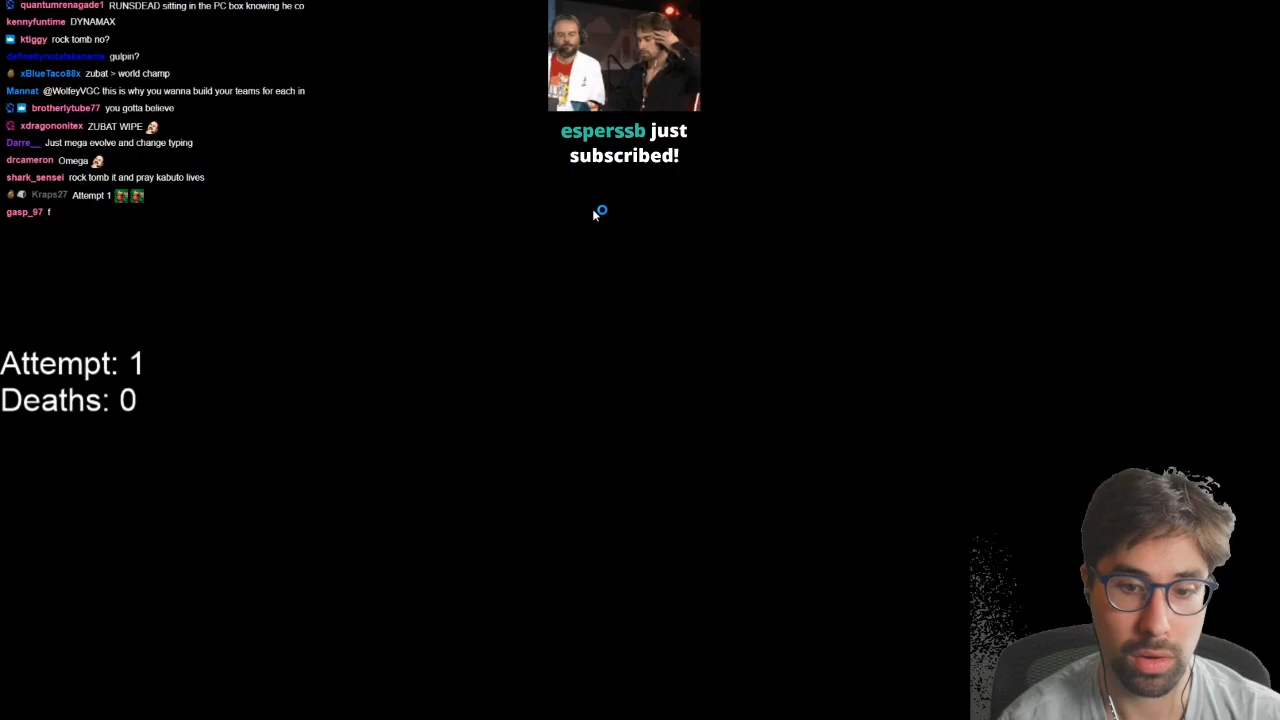 quantumrenagade1 RUNSDEAD sitting in the PC box knowing he co
kennyfuntime DYNAMAX
ktiggy rock tomb no?
gulpin?
xBlueTaco88x zubat > world champ
Mannat @WolfeyVGC this is why you wanna build your teams for each in
brotherlytube77 you gotta believe
xdragononitex ZUBAT WIPE
Darre__ Just mega evolve and change typing
drcameron Omega
shark_sensei rock tomb it and pray kabuto lives
Kraps27 Attempt 1
gasp_97 f
esperssb just
subscribed!
Attempt: 1
Deaths: 0